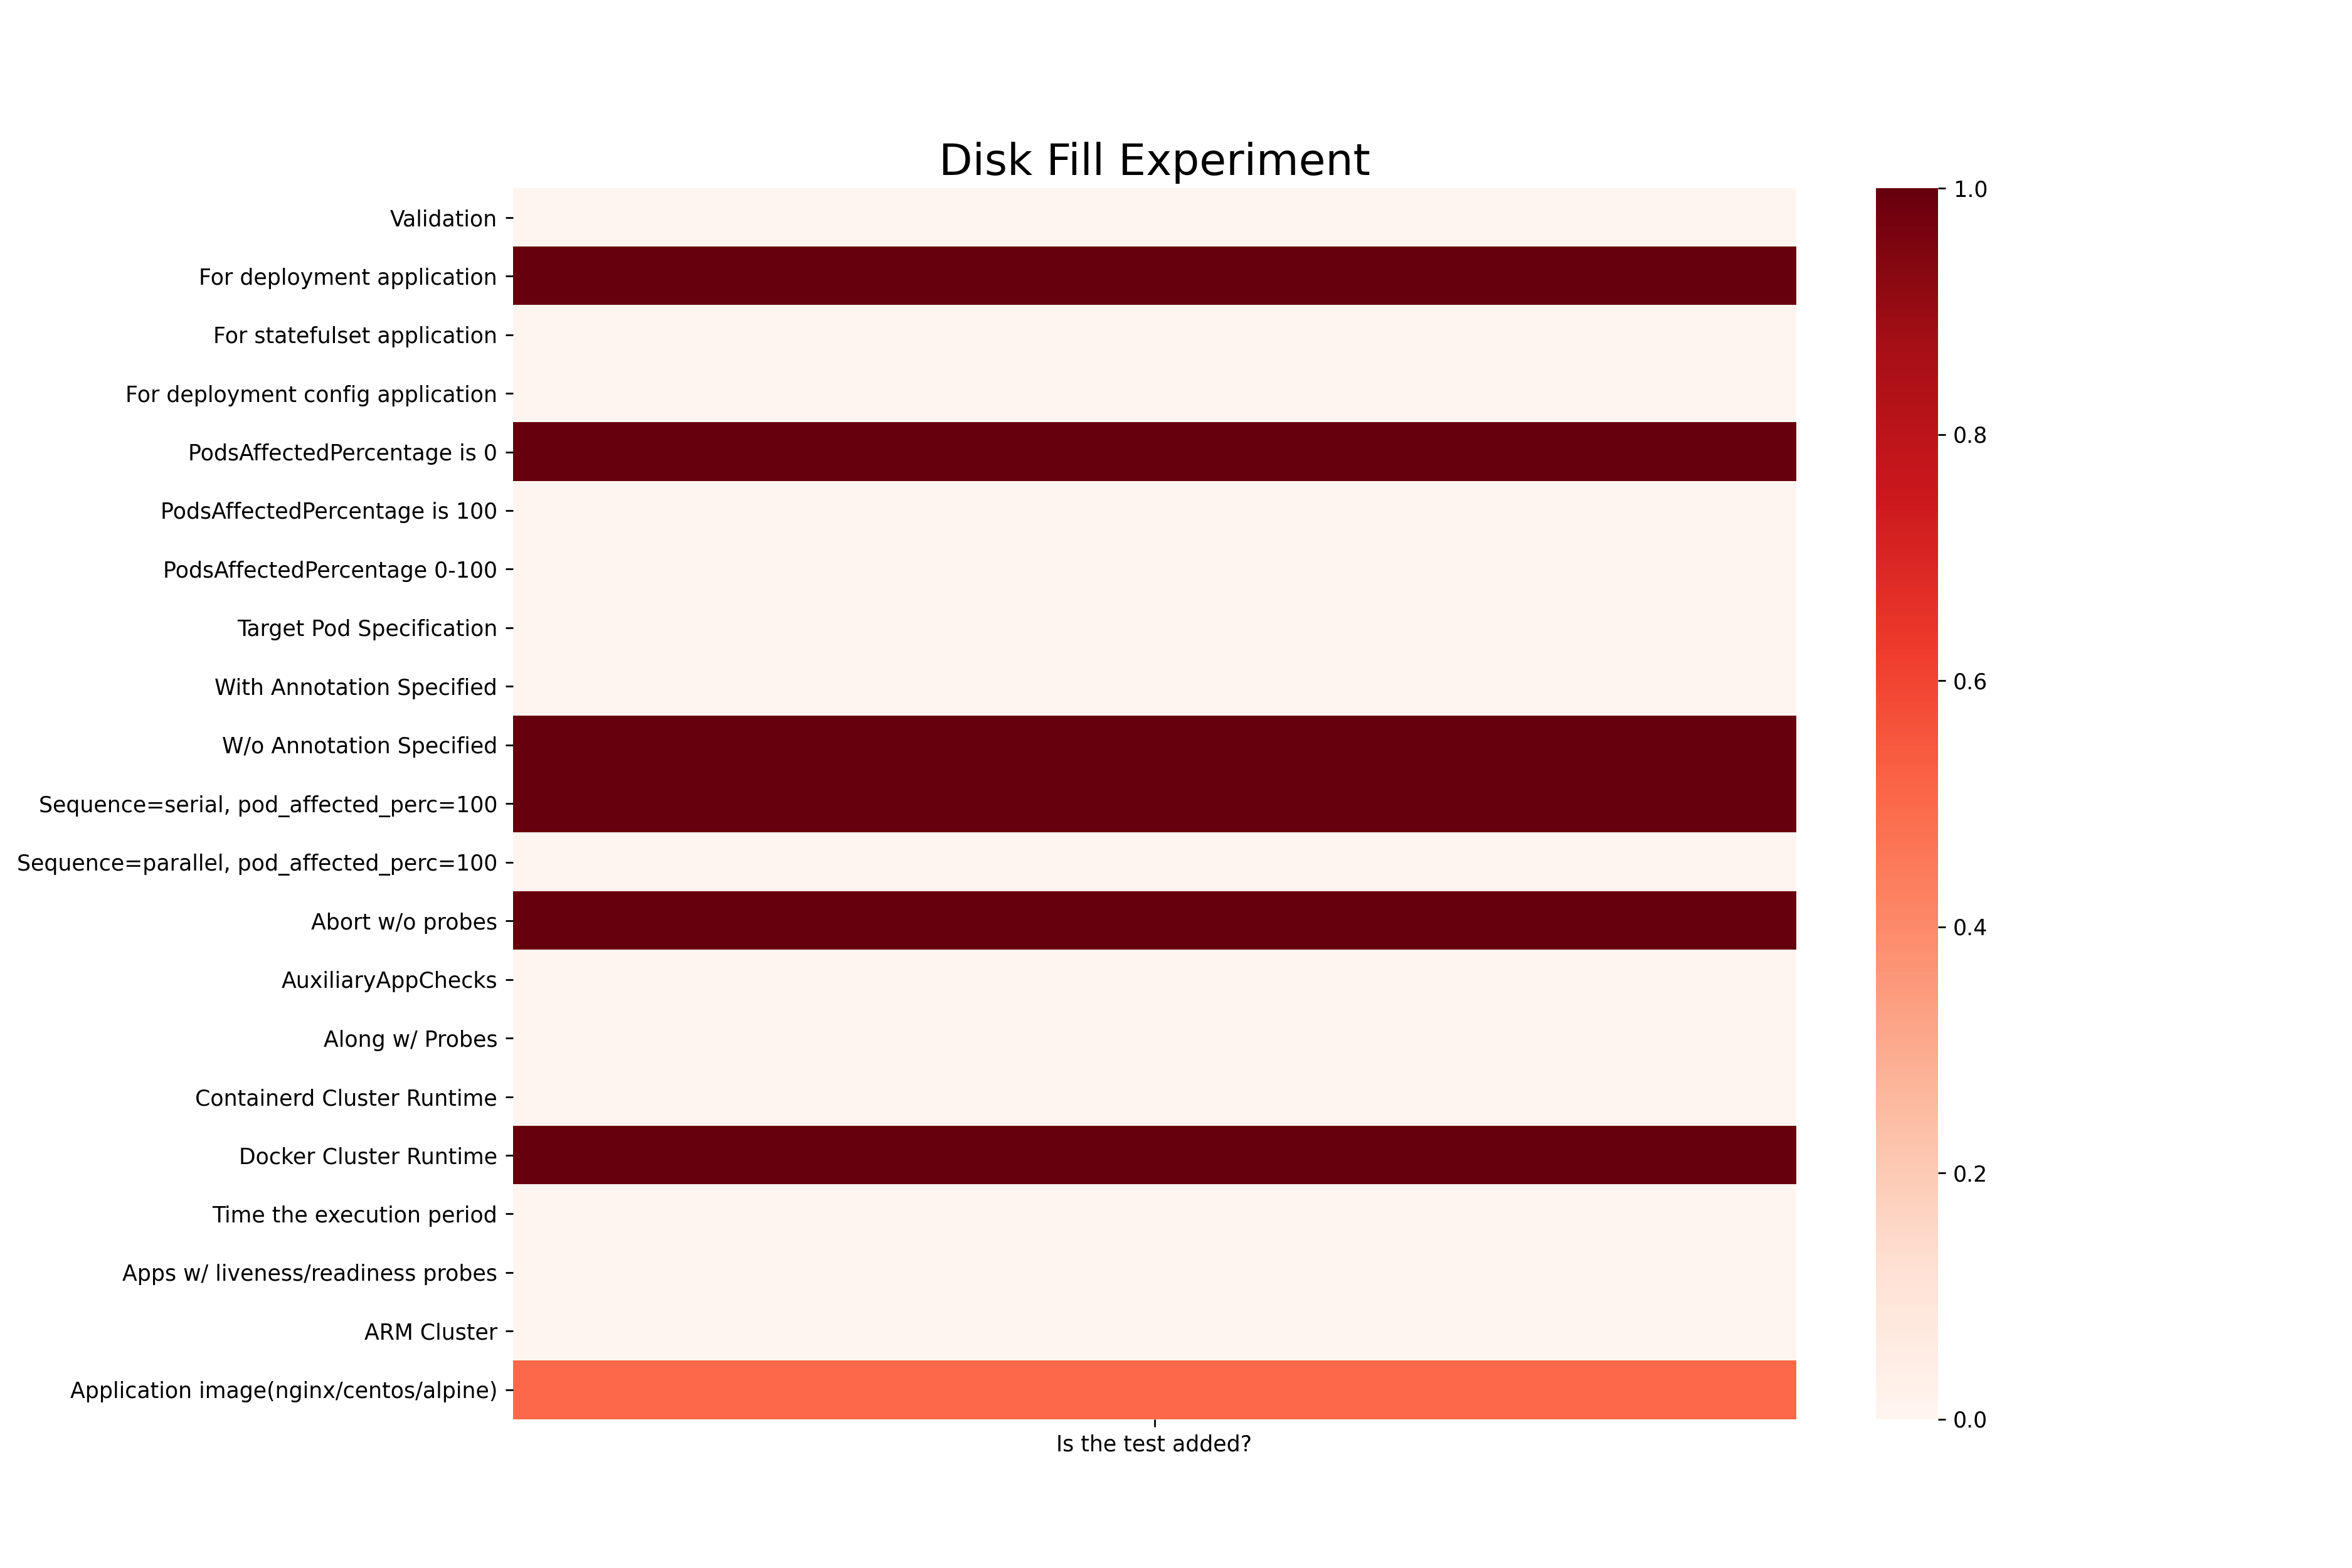 Disk Fill Experiment
Validation
For deployment application
For statefulset application
For deployment config application
PodsAffectedPercentage is 0
PodsAffectedPercentage is 100
PodsAffectedPercentage 0-100
Target Pod Specification
With Annotation Specified
W/o Annotation Specified
Sequence=serial, pod_affected_perc=100
Sequence=parallel, pod_affected_perc=100
Abort w/o probes
AuxiliaryAppChecks
Along w/ Probes
Containerd Cluster Runtime
Docker Cluster Runtime
Time the execution period
Apps w/ liveness/readiness probes
ARM Cluster
Application image(nginx/centos/alpine)
Is the test added?
1.0
0.8
0.6
0.4
0.2
0.0